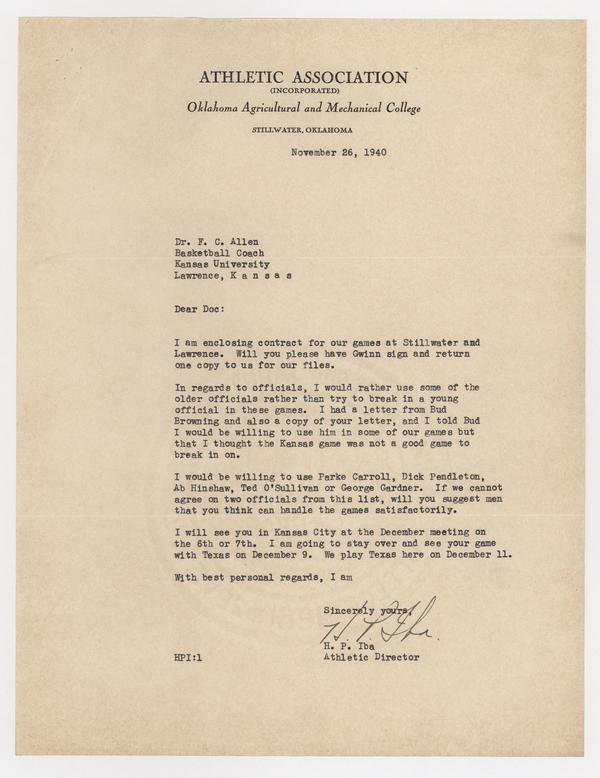 ATHLETIC ASSOCIATION
(INCORPORATED)
Oklahoma Agricultural and Mechanical College
STILLWATER, OKLAHOMA
November 26, 1940
Dr. F. C. Allen
Basketball Coach
Kansas University
Lawrence, K a n s a s
Dear Doc:
I am enclosing contract for our games at Stillwater and
Lawrence. Will you please have Gwinn sign and return
one copy to us for our files.
In regards to officials, I would rather use some of the
older officials rather than try to break in a young
official in these games. I had a letter from Bud
Browning and also a copy of your letter, and I told Bud
I would be willing to use him in some of our games but
that I thought the Kansas game was not a good game to
break in on.
I would be willing to use Parke Carroll, Dick Pendleton,
Ab Hinshaw, Ted O'Sullivan or George Gardner. If we cannot
agree on two officials from this list, will you suggest men
that you think can handle the games satisfactorily.
I will see you in Kansas City at the December meeting on
the 6th or 7th. I am going to stay over and see your game
with Texas on December 9. We play Texas here on December 11.
With best personal regards, I am
Sincerely yours,
H. P. Iba.
H. P. Iba
HPI:l Athletic Director